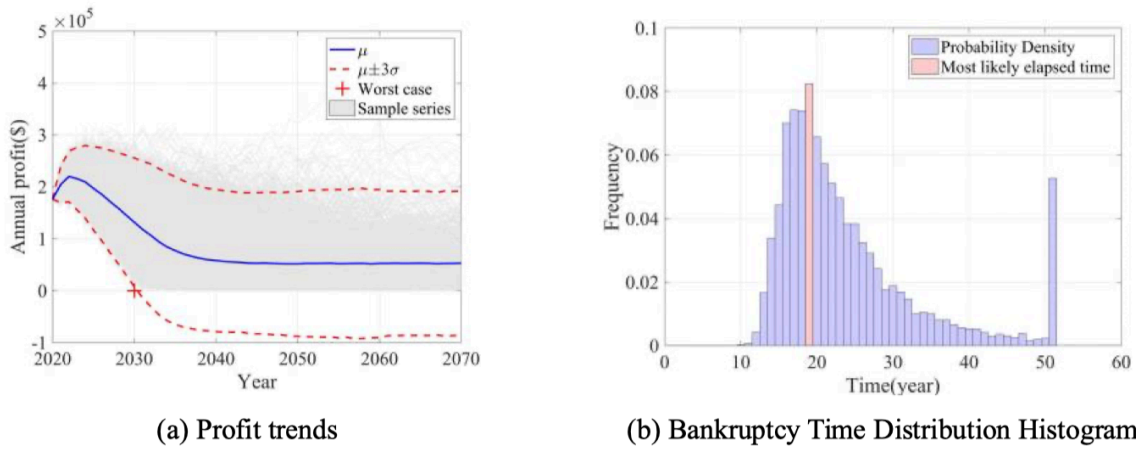 ×10⁵
5
4
3
2
1
0
-1
Annual profit($)
2020 2030 2040 2050 2060 2070
Year
μ
μ±3σ
Worst case
Sample series
(a) Profit trends
0.1
0.08
0.06
0.04
0.02
0
Frequency
0 10 20 30 40 50 60
Time(year)
Probability Density
Most likely elapsed time
(b) Bankruptcy Time Distribution Histogram